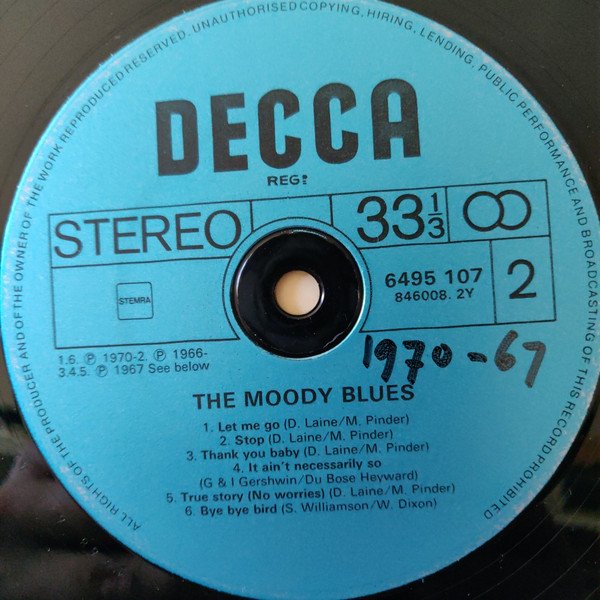 ALL RIGHTS OF THE PRODUCER AND OF THE OWNER OF THE WORK REPRODUCED RESERVED. UNAUTHORISED COPYING, HIRING, LENDING, PUBLIC PERFORMANCE AND BROADCASTING OF THIS RECORD PROHIBITED
DECCA
REG!
STEREO
33 1/3
STEMRA
6495 107
846008. 2Y
2
1.6. ℗ 1970-2. ℗ 1966-
3.4.5. ℗ 1967 See below
1970-67
THE MOODY BLUES
1. Let me go (D. Laine/M. Pinder)
2. Stop (D. Laine/M. Pinder)
3. Thank you baby (D. Laine/M. Pinder)
4. It ain't necessarily so
(G & I Gershwin/Du Bose Heyward)
5. True story (No worries) (D. Laine/M. Pinder)
6. Bye bye bird (S. Williamson/W. Dixon)